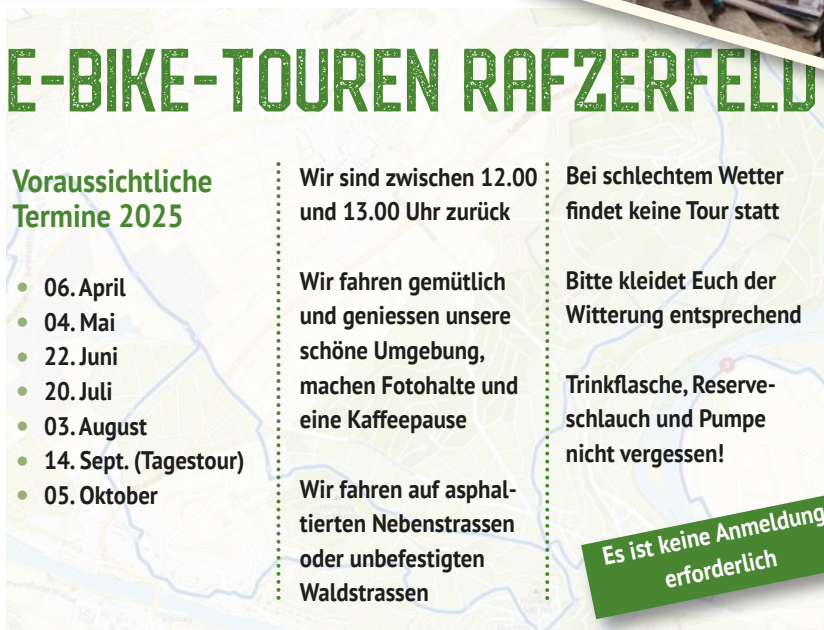 E-BIKE-TOUREN RAFZERFELD
Voraussichtliche
Termine 2025
• 06. April
• 04. Mai
• 22. Juni
• 20. Juli
• 03. August
• 14. Sept. (Tagestour)
• 05. Oktober
Wir sind zwischen 12.00
und 13.00 Uhr zurück
Wir fahren gemütlich
und geniessen unsere
schöne Umgebung,
machen Fotohalte und
eine Kaffeepause
Wir fahren auf asphal-
tierten Nebenstrassen
oder unbefestigten
Waldstrassen
Bei schlechtem Wetter
findet keine Tour statt
Bitte kleidet Euch der
Witterung entsprechend
Trinkflasche, Reserve-
schlauch und Pumpe
nicht vergessen!
Es ist keine Anmeldung
erforderlich